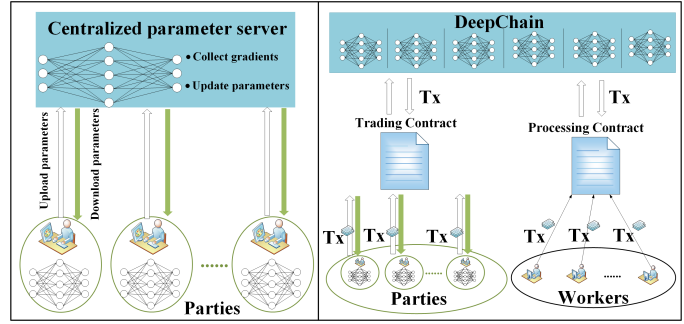 Centralized parameter server
• Collect gradients
• Update parameters
Upload parameters
Download parameters
......
Parties
DeepChain
Tx
Tx
Trading Contract
Processing Contract
Tx
Tx
Tx
......
Parties
Tx
Tx
Tx
......
Workers